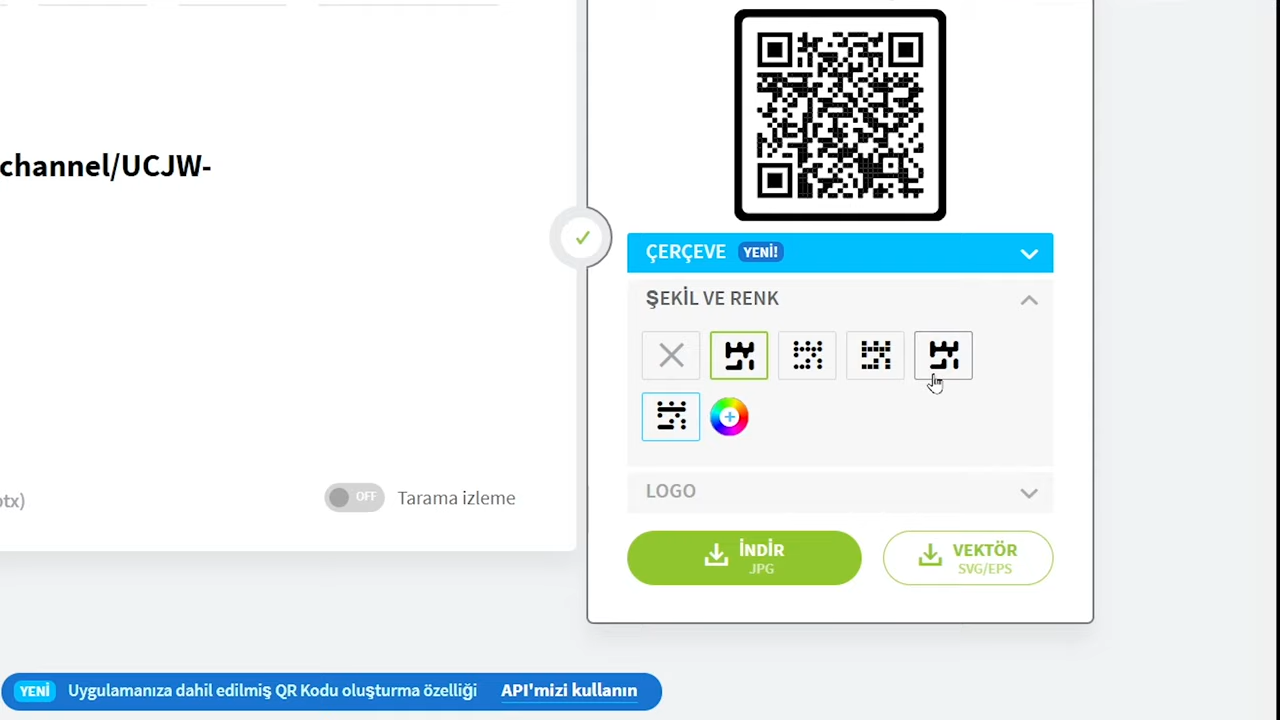 channel/UCJW-
ÇERÇEVE YENİ!
ŞEKİL VE RENK
LOGO
otx)
OFF Tarama izleme
İNDİR
JPG
VEKTÖR
SVG/EPS
YENİ Uygulamanıza dahil edilmiş QR Kodu oluşturma özelliği API'mizi kullanın